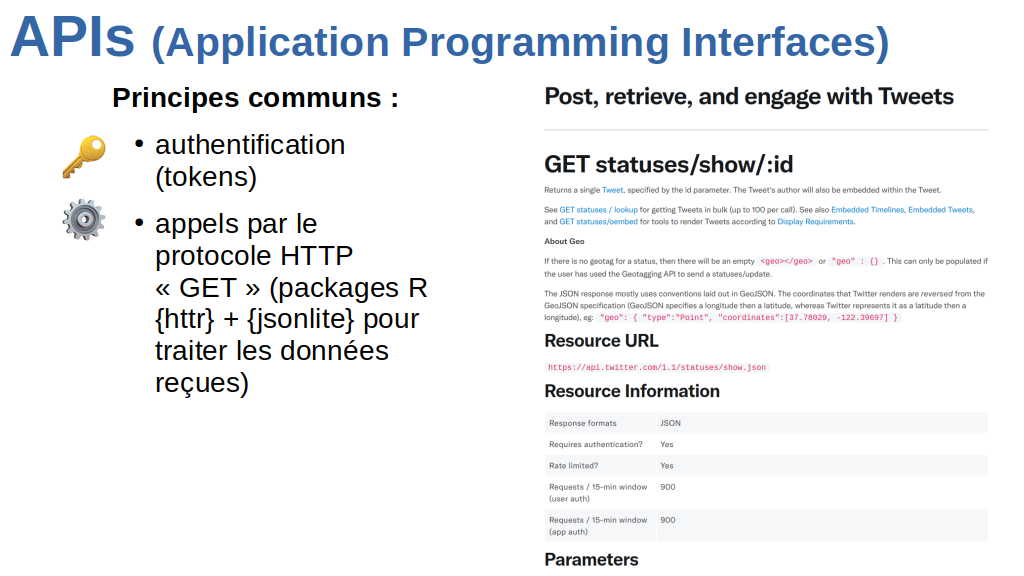 APIs (Application Programming Interfaces)
Principes communs :
• authentification
(tokens)
• appels par le
protocole HTTP
« GET » (packages R
{httr} + {jsonlite} pour
traiter les données
reçues)
Post, retrieve, and engage with Tweets
GET statuses/show/:id
Returns a single Tweet, specified by the id parameter. The Tweet's author will also be embedded within the Tweet.
See GET statuses / lookup for getting Tweets in bulk (up to 100 per call). See also Embedded Timelines, Embedded Tweets,
and GET statuses/oembed for tools to render Tweets according to Display Requirements.
About Geo
If there is no geotag for a status, then there will be an empty <geo></geo> or "geo" : {} . This can only be populated if
the user has used the Geotagging API to send a statuses/update.
The JSON response mostly uses conventions laid out in GeoJSON. The coordinates that Twitter renders are reversed from the
GeoJSON specification (GeoJSON specifies a longitude then a latitude, whereas Twitter represents it as a latitude then a
longitude), eg: "geo": { "type":"Point", "coordinates":[37.78029, -122.39697] }
Resource URL
https://api.twitter.com/1.1/statuses/show.json
Resource Information
Response formats JSON
Requires authentication? Yes
Rate limited? Yes
Requests / 15-min window 900
(user auth)
Requests / 15-min window 900
(app auth)
Parameters